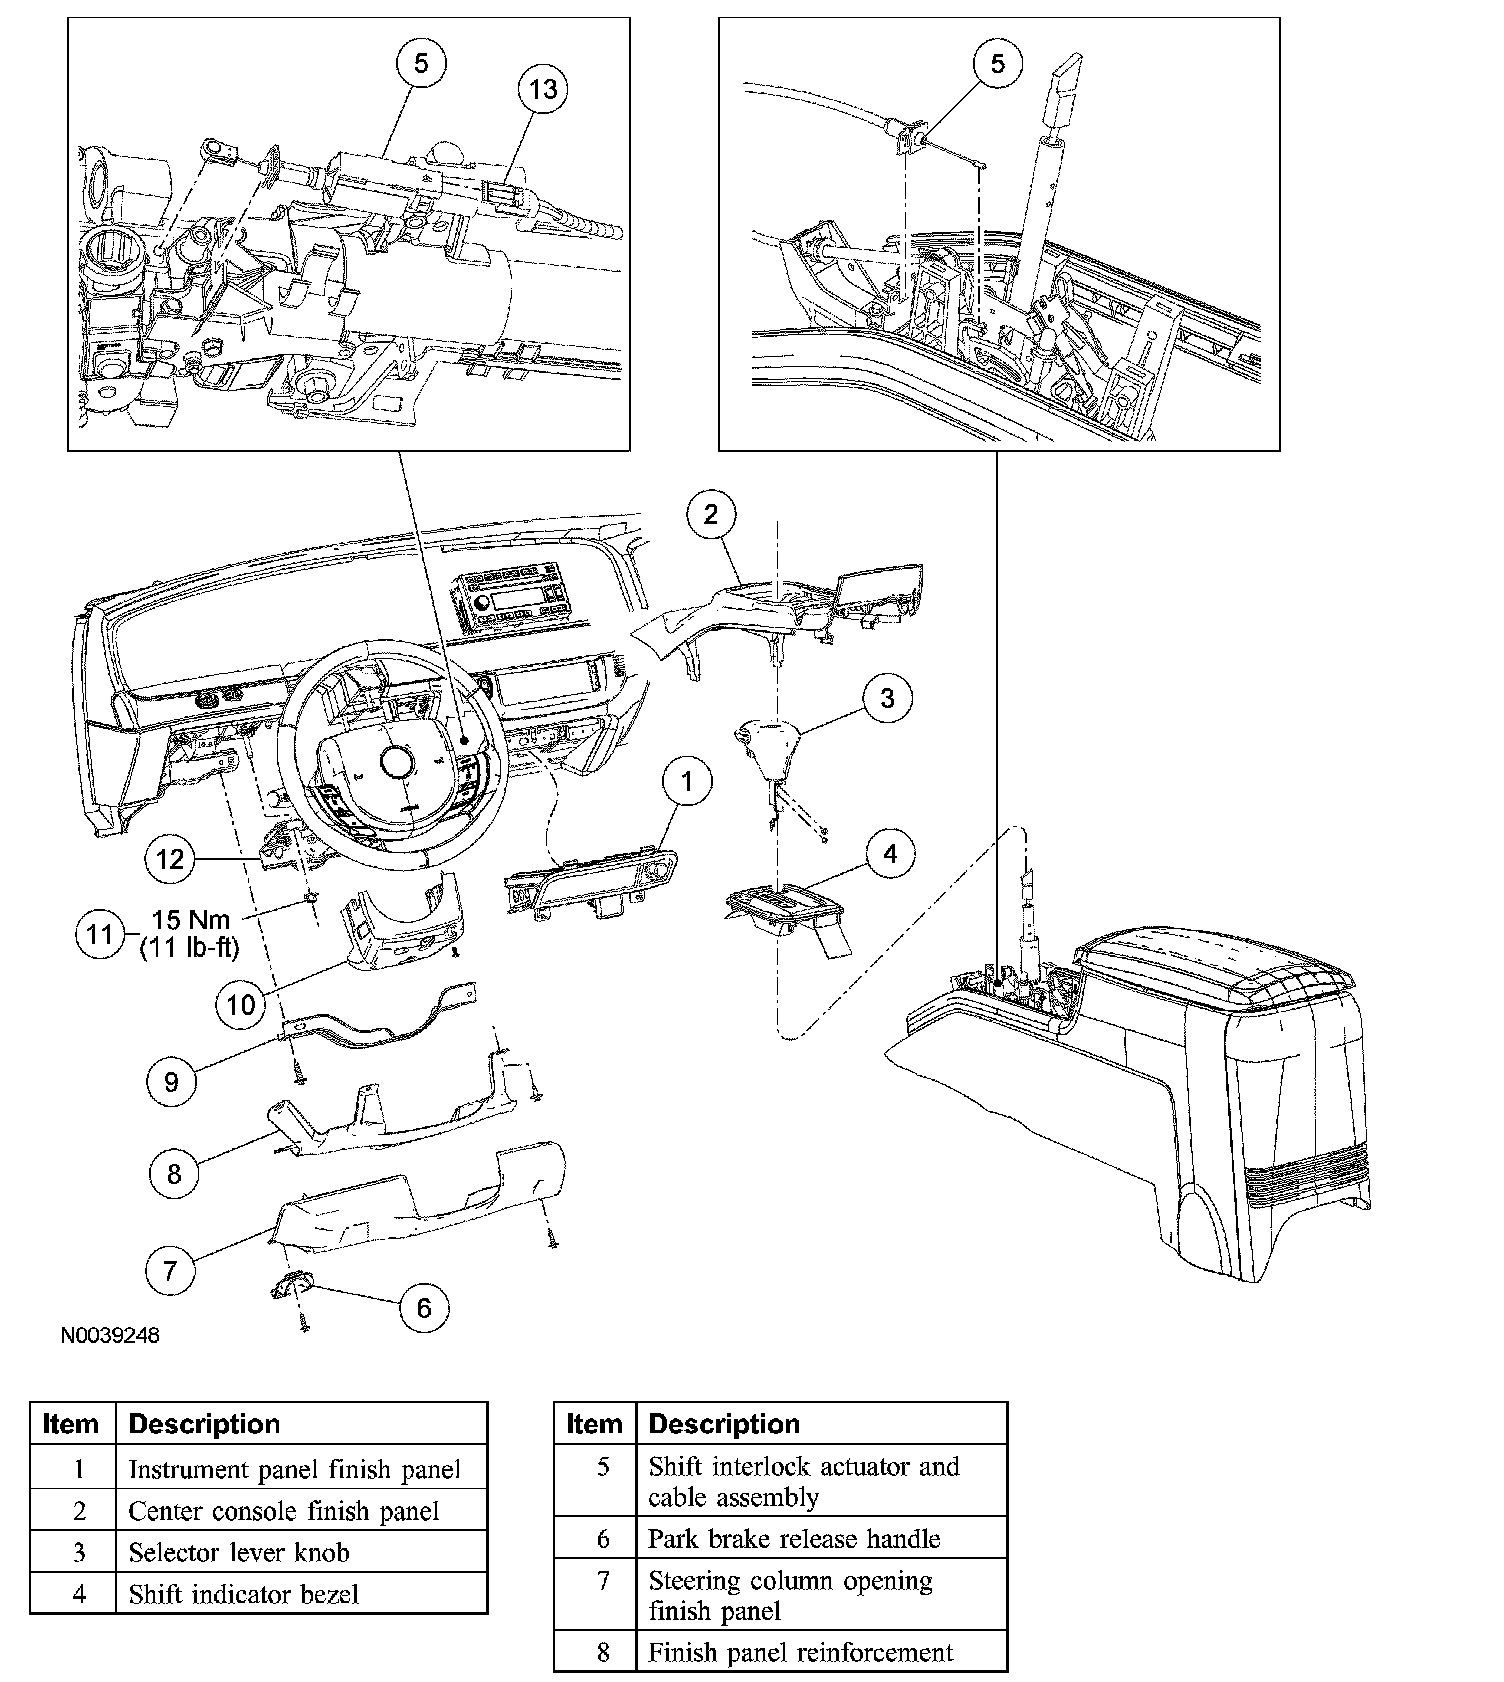 5
13
5
2
3
1
4
12
11
15 Nm
(11 lb-ft)
10
9
8
7
6
N0039248
Item Description
1 Instrument panel finish panel
2 Center console finish panel
3 Selector lever knob
4 Shift indicator bezel
Item Description
5 Shift interlock actuator and
cable assembly
6 Park brake release handle
7 Steering column opening
finish panel
8 Finish panel reinforcement